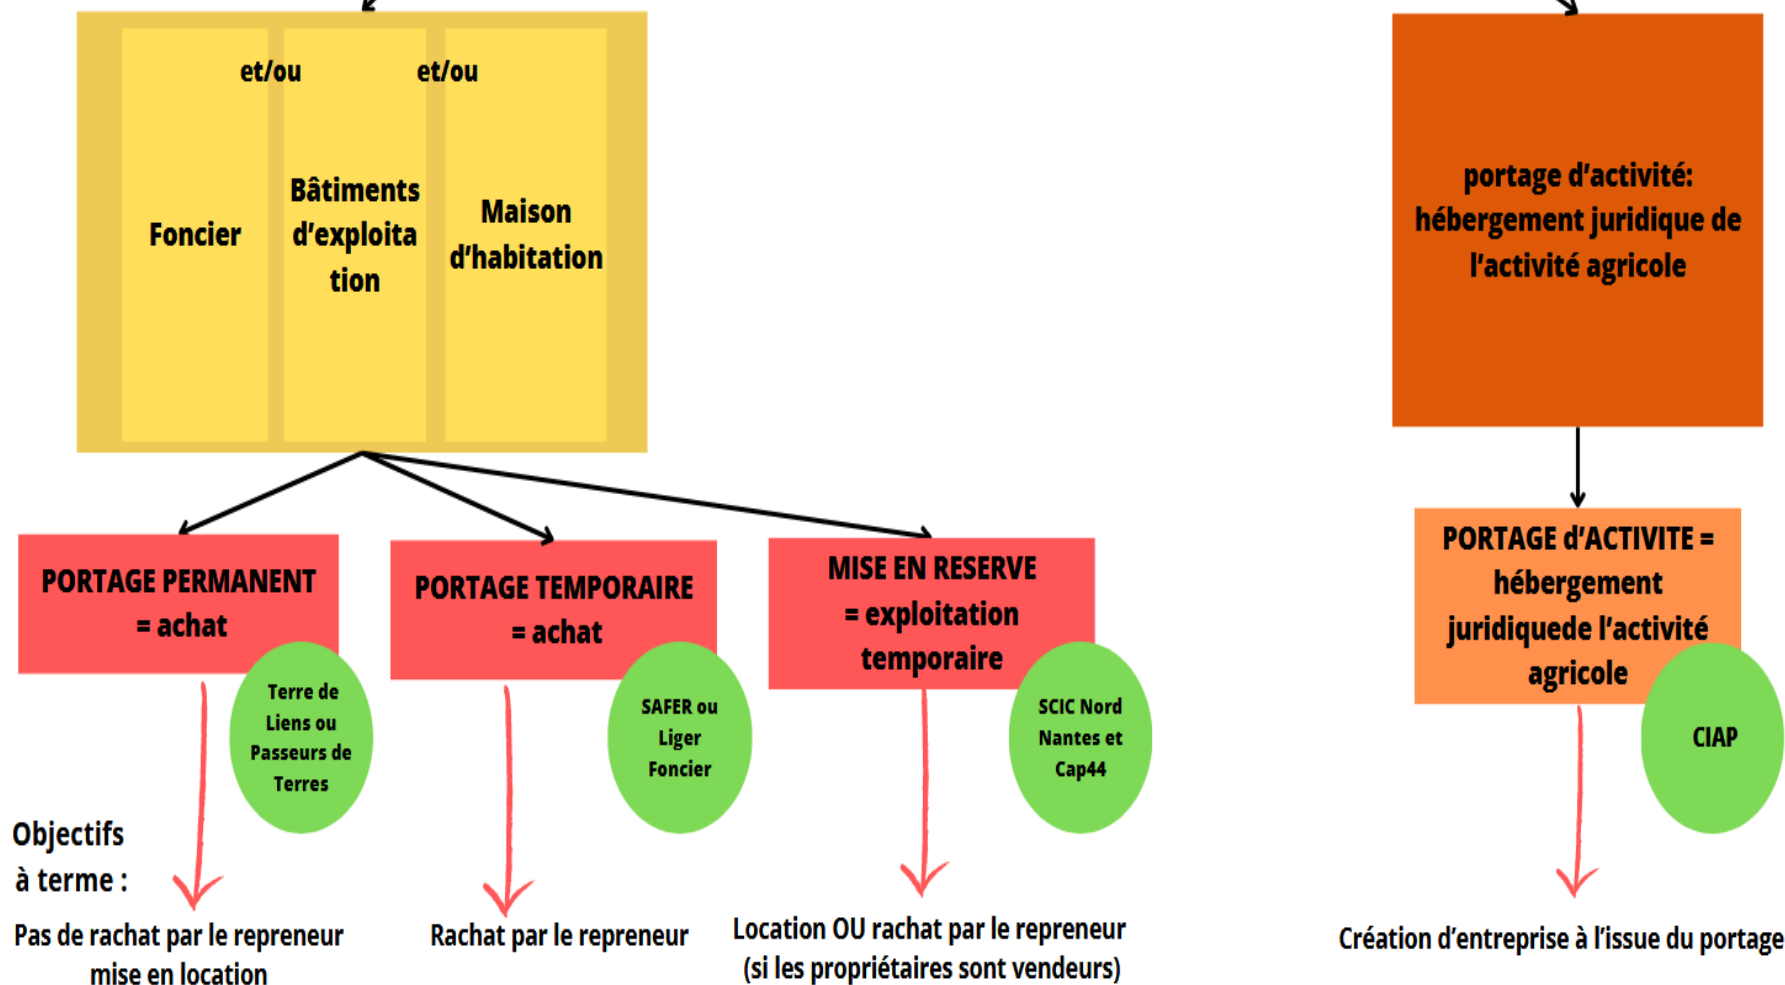 et/ou
et/ou
Foncier
Bâtiments
d'exploita
tion
Maison
d'habitation
portage d'activité:
hébergement juridique de
l'activité agricole
PORTAGE PERMANENT
= achat
PORTAGE TEMPORAIRE
= achat
MISE EN RESERVE
= exploitation
temporaire
PORTAGE d'ACTIVITE =
hébergement
juridiquede l'activité
agricole
Terre de
Liens ou
Passeurs de
Terres
SAFER ou
Liger
Foncier
SCIC Nord
Nantes et
Cap44
CIAP
Objectifs
à terme :
Pas de rachat par le repreneur
mise en location
Rachat par le repreneur
Location OU rachat par le repreneur
(si les propriétaires sont vendeurs)
Création d'entreprise à l'issue du portage